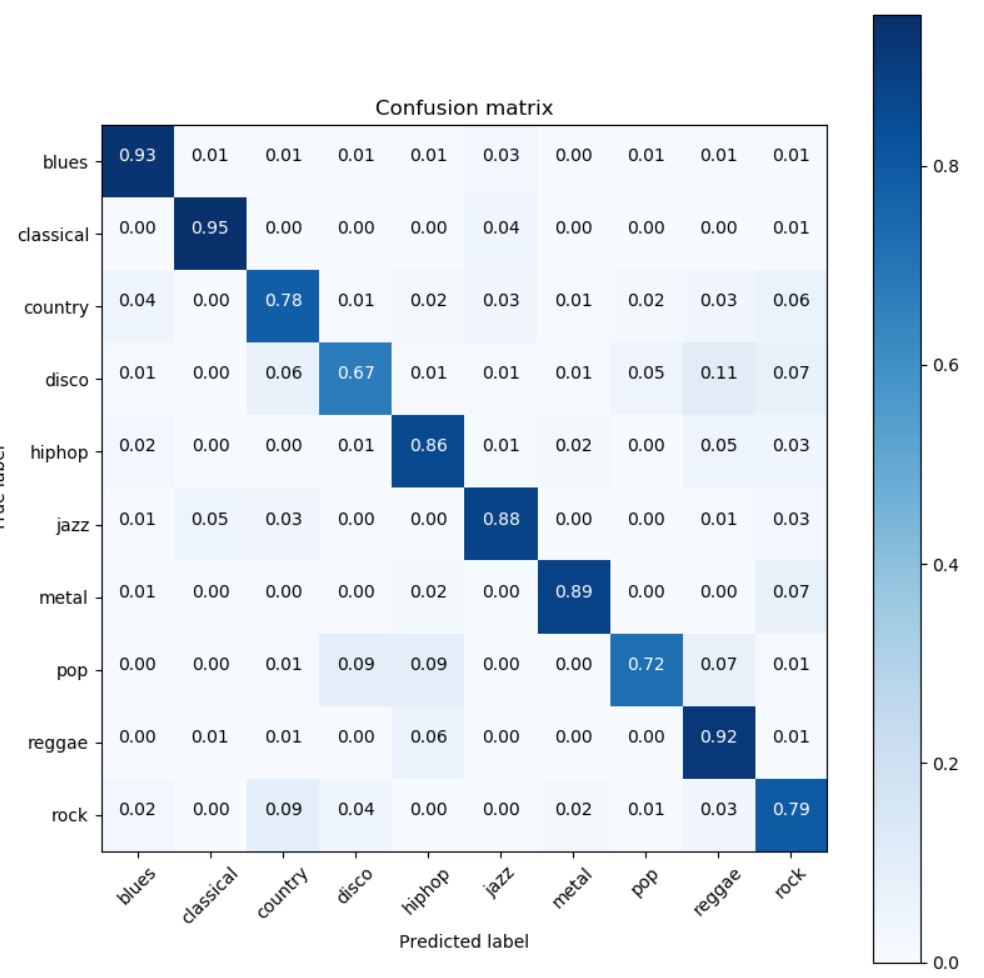 Confusion matrix
blues 0.93 0.01 0.01 0.01 0.01 0.03 0.00 0.01 0.01 0.01
classical 0.00 0.95 0.00 0.00 0.00 0.04 0.00 0.00 0.00 0.01
country 0.04 0.00 0.78 0.01 0.02 0.03 0.01 0.02 0.03 0.06
disco 0.01 0.00 0.06 0.67 0.01 0.01 0.01 0.05 0.11 0.07
hiphop 0.02 0.00 0.00 0.01 0.86 0.01 0.02 0.00 0.05 0.03
jazz 0.01 0.05 0.03 0.00 0.00 0.88 0.00 0.00 0.01 0.03
metal 0.01 0.00 0.00 0.00 0.02 0.00 0.89 0.00 0.00 0.07
pop 0.00 0.00 0.01 0.09 0.09 0.00 0.00 0.72 0.07 0.01
reggae 0.00 0.01 0.01 0.00 0.06 0.00 0.00 0.00 0.92 0.01
rock 0.02 0.00 0.09 0.04 0.00 0.00 0.02 0.01 0.03 0.79
blues classical country disco hiphop jazz metal pop reggae rock
Predicted label
0.8
0.6
0.4
0.2
0.0